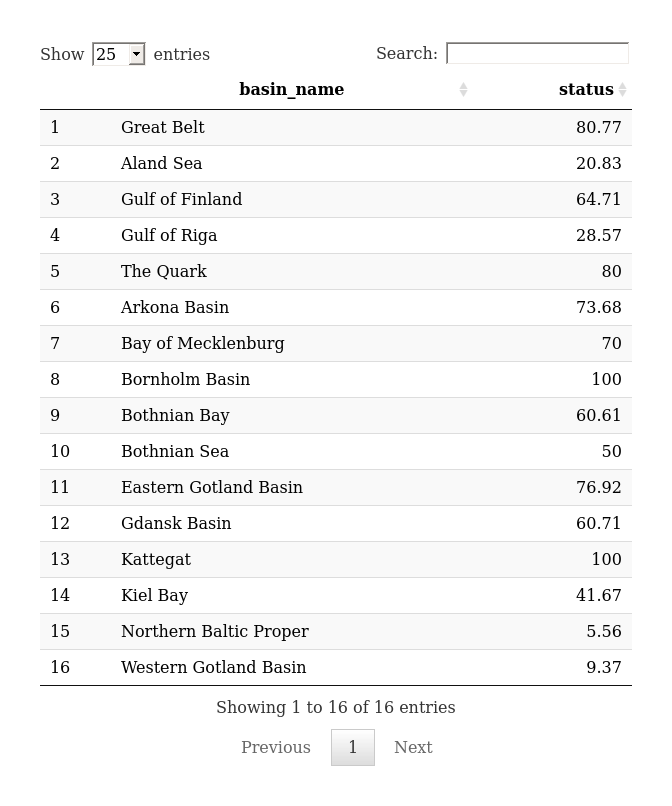 Show 25 entries Search:
basin_name status
1 Great Belt 80.77
2 Aland Sea 20.83
3 Gulf of Finland 64.71
4 Gulf of Riga 28.57
5 The Quark 80
6 Arkona Basin 73.68
7 Bay of Mecklenburg 70
8 Bornholm Basin 100
9 Bothnian Bay 60.61
10 Bothnian Sea 50
11 Eastern Gotland Basin 76.92
12 Gdansk Basin 60.71
13 Kattegat 100
14 Kiel Bay 41.67
15 Northern Baltic Proper 5.56
16 Western Gotland Basin 9.37
Showing 1 to 16 of 16 entries
Previous 1 Next